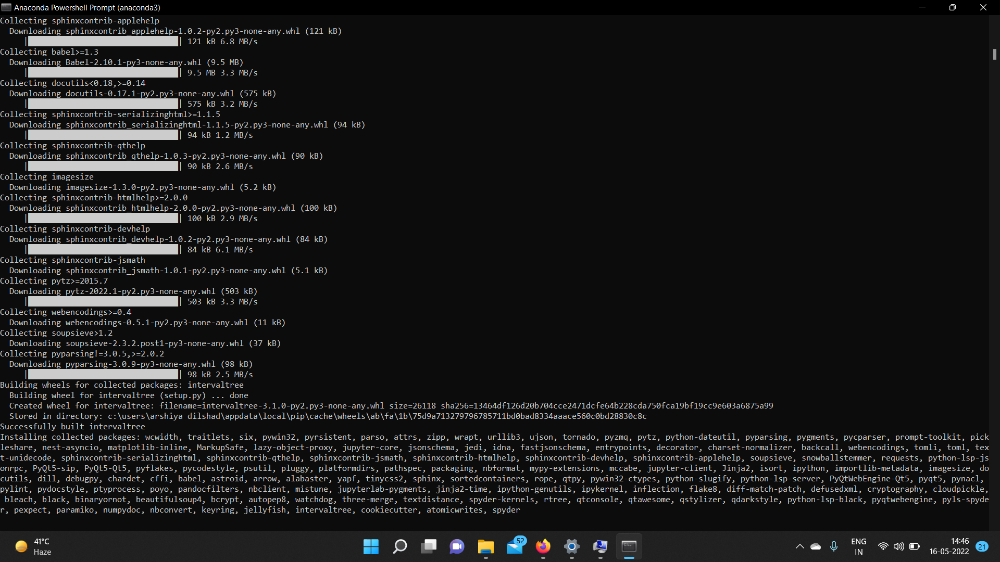 Anaconda Powershell Prompt (anaconda3)
Collecting sphinxcontrib-applehelp
  Downloading sphinxcontrib_applehelp-1.0.2-py2.py3-none-any.whl (121 kB)
     |████████████████████████████████| 121 kB 6.8 MB/s
Collecting babel>=1.3
  Downloading Babel-2.10.1-py3-none-any.whl (9.5 MB)
     |████████████████████████████████| 9.5 MB 3.3 MB/s
Collecting docutils<0.18,>=0.14
  Downloading docutils-0.17.1-py2.py3-none-any.whl (575 kB)
     |████████████████████████████████| 575 kB 3.2 MB/s
Collecting sphinxcontrib-serializinghtml>=1.1.5
  Downloading sphinxcontrib_serializinghtml-1.1.5-py2.py3-none-any.whl (94 kB)
     |████████████████████████████████| 94 kB 1.2 MB/s
Collecting sphinxcontrib-qthelp
  Downloading sphinxcontrib_qthelp-1.0.3-py2.py3-none-any.whl (90 kB)
     |████████████████████████████████| 90 kB 2.6 MB/s
Collecting imagesize
  Downloading imagesize-1.3.0-py2.py3-none-any.whl (5.2 kB)
Collecting sphinxcontrib-htmlhelp>=2.0.0
  Downloading sphinxcontrib_htmlhelp-2.0.0-py2.py3-none-any.whl (100 kB)
     |████████████████████████████████| 100 kB 2.9 MB/s
Collecting sphinxcontrib-devhelp
  Downloading sphinxcontrib_devhelp-1.0.2-py2.py3-none-any.whl (84 kB)
     |████████████████████████████████| 84 kB 6.1 MB/s
Collecting sphinxcontrib-jsmath
  Downloading sphinxcontrib_jsmath-1.0.1-py2.py3-none-any.whl (5.1 kB)
Collecting pytz>=2015.7
  Downloading pytz-2022.1-py2.py3-none-any.whl (503 kB)
     |████████████████████████████████| 503 kB 3.3 MB/s
Collecting webencodings>=0.4
  Downloading webencodings-0.5.1-py2.py3-none-any.whl (11 kB)
Collecting soupsieve>1.2
  Downloading soupsieve-2.3.2.post1-py3-none-any.whl (37 kB)
Collecting pyparsing!=3.0.5,>=2.0.2
  Downloading pyparsing-3.0.9-py3-none-any.whl (98 kB)
     |████████████████████████████████| 98 kB 2.5 MB/s
Building wheels for collected packages: intervaltree
  Building wheel for intervaltree (setup.py) ... done
  Created wheel for intervaltree: filename=intervaltree-3.1.0-py2.py3-none-any.whl size=26118 sha256=13464df126d20b704cce2471dcfe64b228cda750fca19bf19cc9e603a6875a99
  Stored in directory: c:\users\arshiya dilshad\appdata\local\pip\cache\wheels\ab\fa\1b\75d9a713279796785711bd0bad8334aaace560c0bd28830c8c
Successfully built intervaltree
Installing collected packages: wcwidth, traitlets, six, pywin32, pyrsistent, parso, attrs, zipp, wrapt, urllib3, ujson, tornado, pyzmq, pytz, python-dateutil, pyparsing, pygments, pycparser, prompt-toolkit, pick
leshare, nest-asyncio, matplotlib-inline, MarkupSafe, lazy-object-proxy, jupyter-core, jsonschema, jedi, idna, fastjsonschema, entrypoints, decorator, charset-normalizer, backcall, webencodings, tomli, toml, tex
t-unidecode, sphinxcontrib-serializinghtml, sphinxcontrib-qthelp, sphinxcontrib-jsmath, sphinxcontrib-htmlhelp, sphinxcontrib-devhelp, sphinxcontrib-applehelp, soupsieve, snowballstemmer, requests, python-lsp-js
onrpc, PyQt5-sip, PyQt5-Qt5, pyflakes, pycodestyle, psutil, pluggy, platformdirs, pathspec, packaging, nbformat, mypy-extensions, mccabe, jupyter-client, Jinja2, isort, ipython, importlib-metadata, imagesize, do
cutils, dill, debugpy, chardet, cffi, babel, astroid, arrow, alabaster, yapf, tinycss2, sphinx, sortedcontainers, rope, qtpy, pywin32-ctypes, python-slugify, python-lsp-server, PyQtWebEngine-Qt5, pyqt5, pynacl,
pylint, pydocstyle, ptyprocess, poyo, pandocfilters, nbclient, mistune, jupyterlab-pygments, jinja2-time, ipython-genutils, ipykernel, inflection, flake8, diff-match-patch, defusedxml, cryptography, cloudpickle,
 bleach, black, binaryornot, beautifulsoup4, bcrypt, autopep8, watchdog, three-merge, textdistance, spyder-kernels, rtree, qtconsole, qtawesome, qstylizer, qdarkstyle, python-lsp-black, pyqtwebengine, pyls-spyde
r, pexpect, paramiko, numpydoc, nbconvert, keyring, jellyfish, intervaltree, cookiecutter, atomicwrites, spyder
41°C
Haze
52
ENG
IN
14:46
16-05-2022
21